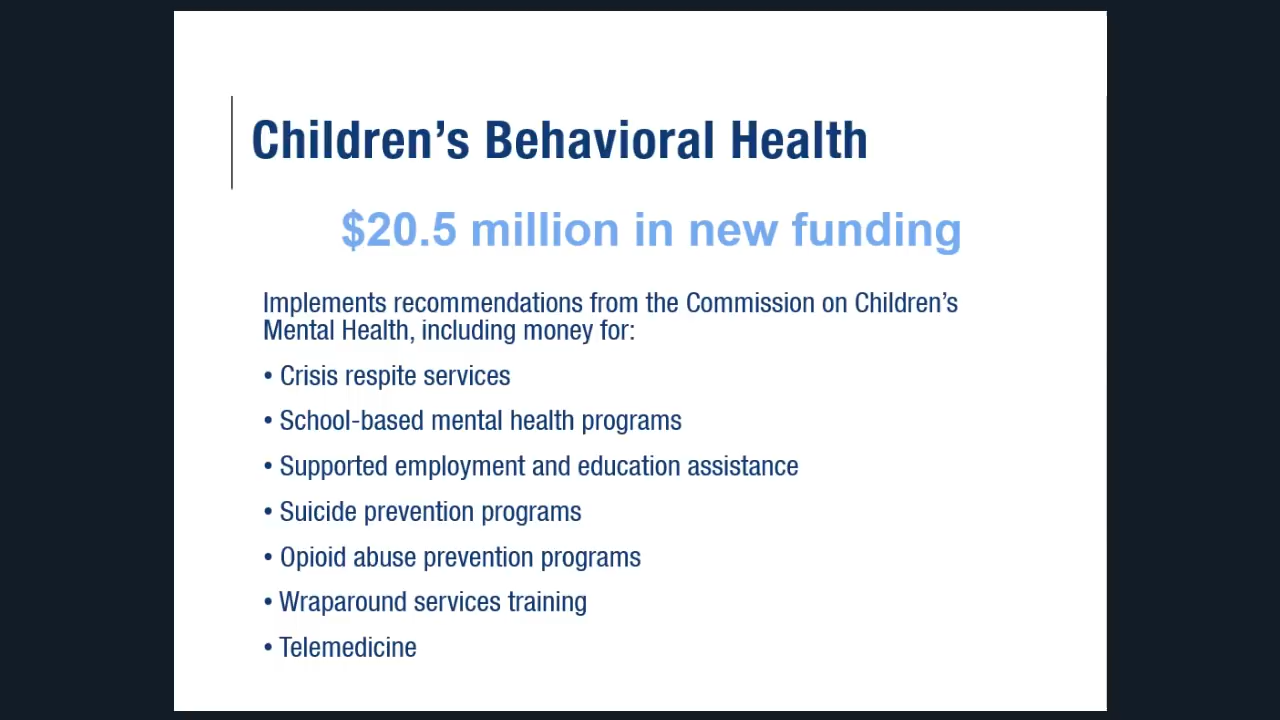 Children’s Behavioral Health
$20.5 million in new funding
Implements recommendations from the Commission on Children’s
Mental Health, including money for:
• Crisis respite services
• School-based mental health programs
• Supported employment and education assistance
• Suicide prevention programs
• Opioid abuse prevention programs
• Wraparound services training
• Telemedicine